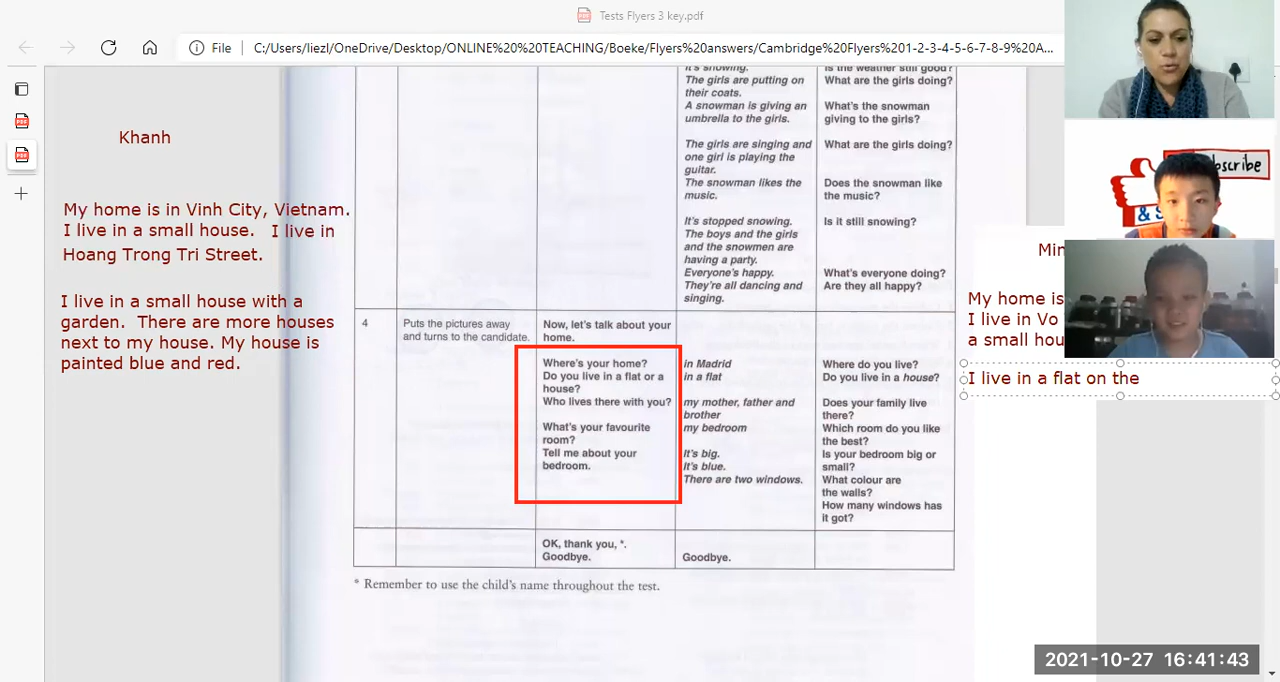 Tests Flyers 3 key.pdf
File
C:/Users/liezl/OneDrive/Desktop/ONLINE%20%20TEACHING/Boeke/Flyers%20answers/Cambridge%20Flyers%201-2-3-4-5-6-7-8-9%20A...
Khanh
My home is in Vinh City, Vietnam.
I live in a small house. I live in
Hoang Trong Tri Street.
I live in a small house with a
garden. There are more houses
next to my house. My house is
painted blue and red.
It's snowing.
The girls are putting on
their coats.
A snowman is giving an
umbrella to the girls.
The girls are singing and
one girl is playing the
guitar.
The snowman likes the
music.
It's stopped snowing.
The boys and the girls
and the snowmen are
having a party.
Everyone's happy.
They're all dancing and
singing.
Is the weather still good?
What are the girls doing?
What's the snowman
giving to the girls?
What are the girls doing?
Does the snowman like
the music?
Is it still snowing?
What's everyone doing?
Are they all happy?
4
Puts the pictures away
and turns to the candidate.
Now, let's talk about your
home.
Where's your home?
Do you live in a flat or a
house?
Who lives there with you?
What's your favourite
room?
Tell me about your
bedroom.
in Madrid
in a flat
my mother, father and
brother
my bedroom
It's big.
It's blue.
There are two windows.
Where do you live?
Do you live in a house?
Does your family live
there?
Which room do you like
the best?
Is your bedroom big or
small?
What colour are
the walls?
How many windows has
it got?
OK, thank you, *.
Goodbye.
Goodbye.
* Remember to use the child's name throughout the test.
Min
My home is
I live in Vo
a small hou
I live in a flat on the
bscribe
& S
2021-10-27 16:41:43